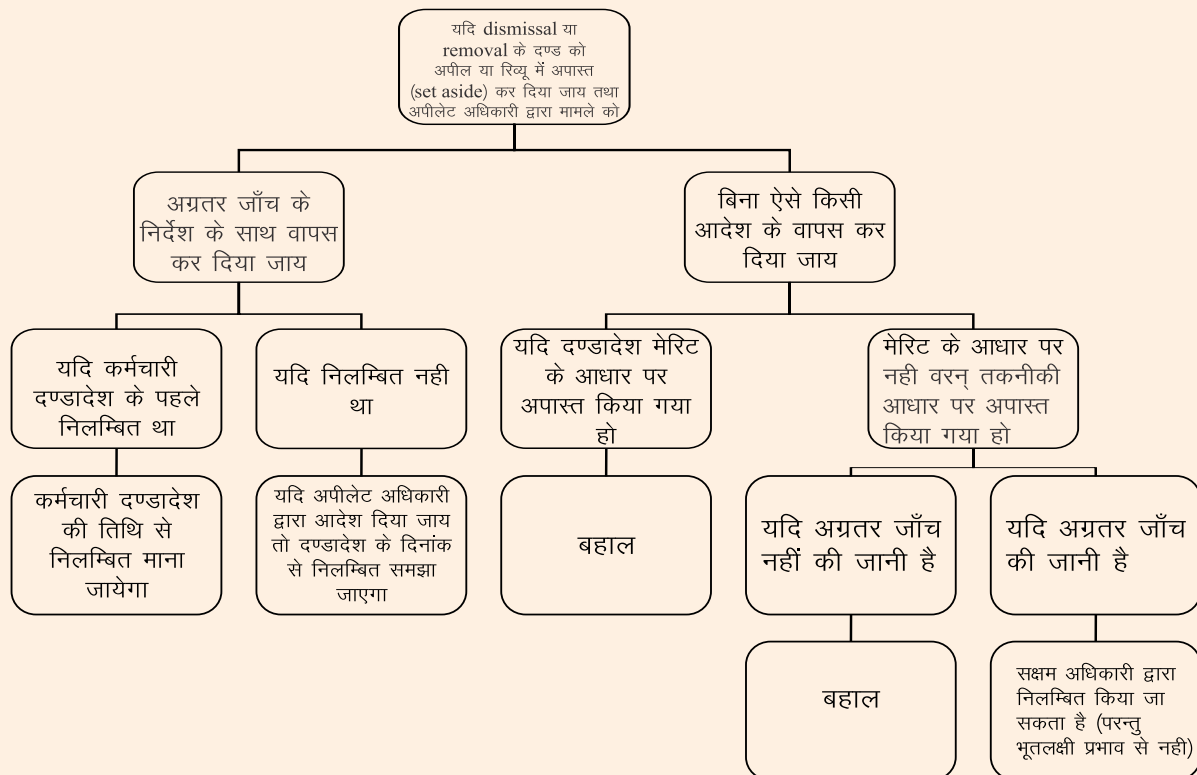 यदि dismissal या
removal के दण्ड को
अपील या रिव्यू में अपास्त
(set aside) कर दिया जाय तथा
अपीलेट अधिकारी द्वारा मामले को
अग्रतर जाँच के
निर्देश के साथ वापस
कर दिया जाय
बिना ऐसे किसी
आदेश के वापस कर
दिया जाय
यदि कर्मचारी
दण्डादेश के पहले
निलम्बित था
यदि निलम्बित नही
था
यदि दण्डादेश मेरिट
के आधार पर
अपास्त किया गया
हो
मेरिट के आधार पर
नही वरन् तकनीकी
आधार पर अपास्त
किया गया हो
कर्मचारी दण्डादेश
की तिथि से
निलम्बित माना
जायेगा
यदि अपीलेट अधिकारी
द्वारा आदेश दिया जाय
तो दण्डादेश के दिनांक
से निलम्बित समझा
जाएगा
बहाल
यदि अग्रतर जाँच
नहीं की जानी है
यदि अग्रतर जाँच
की जानी है
बहाल
सक्षम अधिकारी द्वारा
निलम्बित किया जा
सकता है (परन्तु
भूतलक्षी प्रभाव से नही)